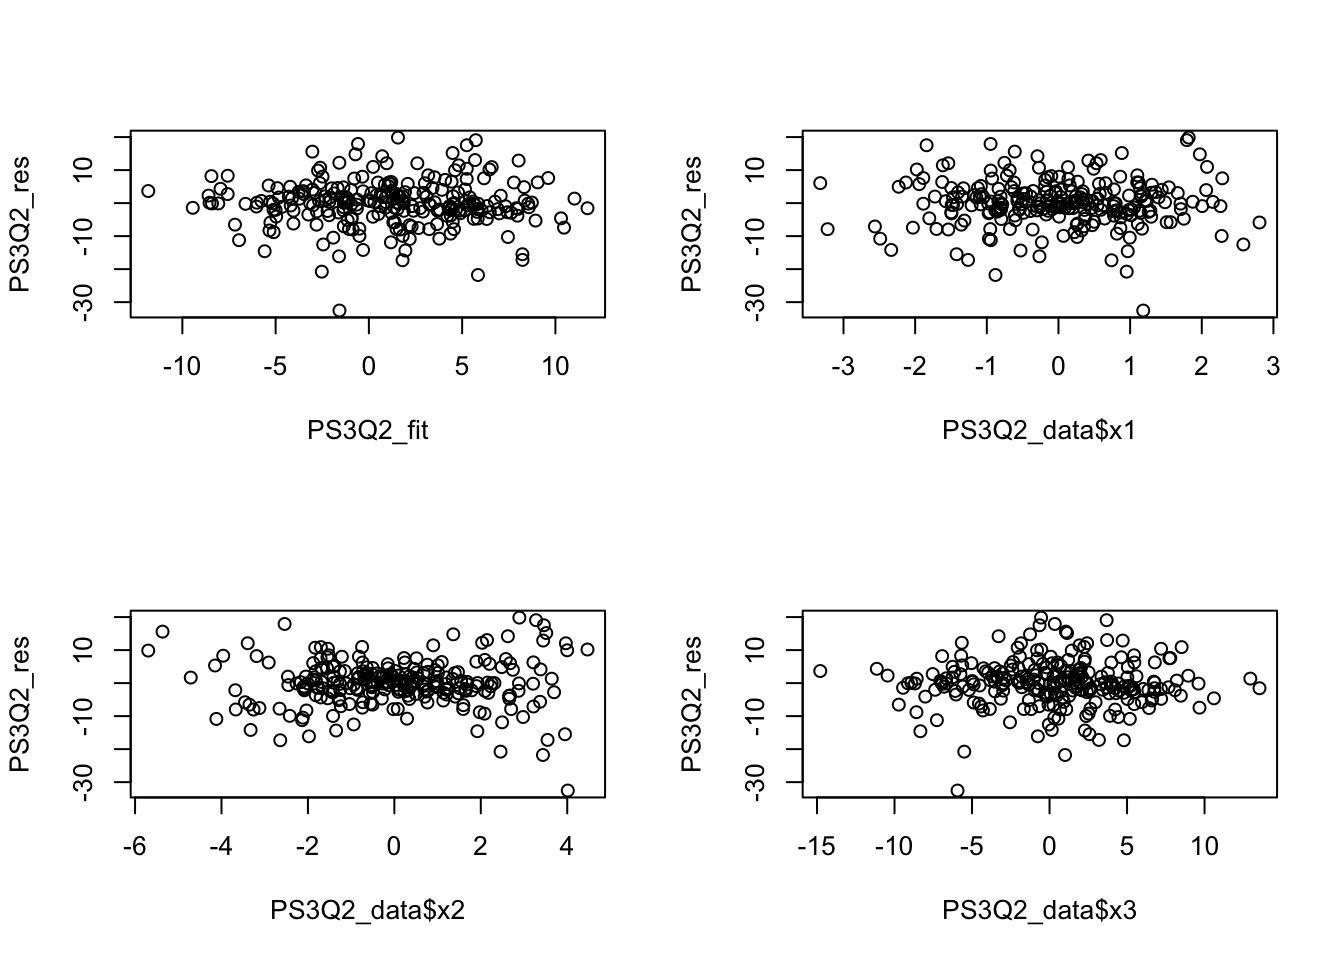 PS3Q2_res
-30 -10 10
-10 -5 0 5 10
PS3Q2_fit
PS3Q2_res
-30 -10 10
-3 -2 -1 0 1 2 3
PS3Q2_data$x1
PS3Q2_res
-30 -10 10
-6 -4 -2 0 2 4
PS3Q2_data$x2
PS3Q2_res
-30 -10 10
-15 -10 -5 0 5 10
PS3Q2_data$x3